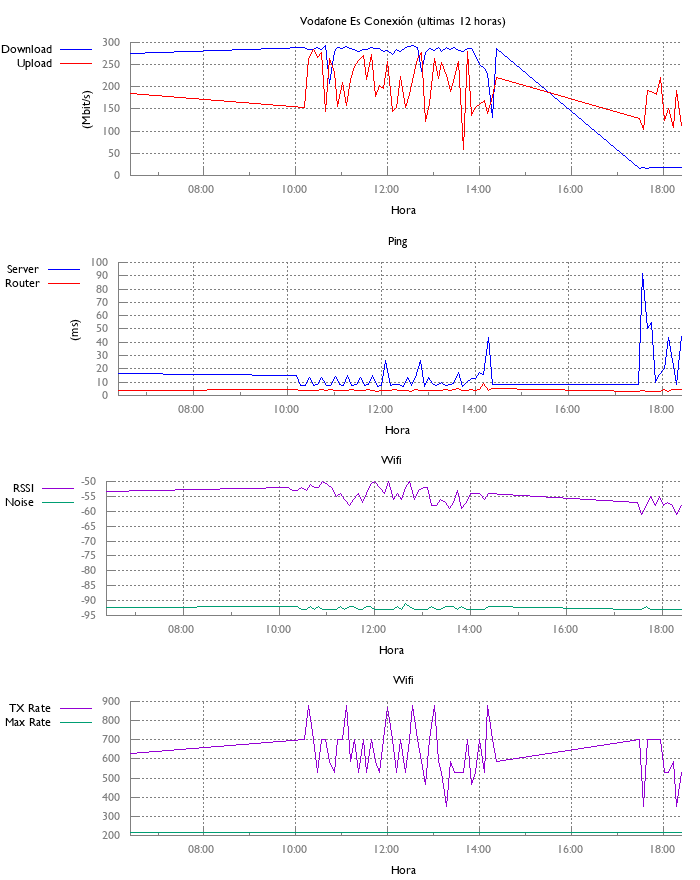 Vodafone Es Conexión (ultimas 12 horas)
Download
Upload
(Mbit/s)
300
250
200
150
100
50
0
08:00 10:00 12:00 14:00 16:00 18:00
Hora
Ping
Server
Router
(ms)
100
90
80
70
60
50
40
30
20
10
0
08:00 10:00 12:00 14:00 16:00 18:00
Hora
Wifi
RSSI
Noise
-50
-55
-60
-65
-70
-75
-80
-85
-90
-95
08:00 10:00 12:00 14:00 16:00 18:00
Hora
Wifi
TX Rate
Max Rate
900
800
700
600
500
400
300
200
08:00 10:00 12:00 14:00 16:00 18:00
Hora